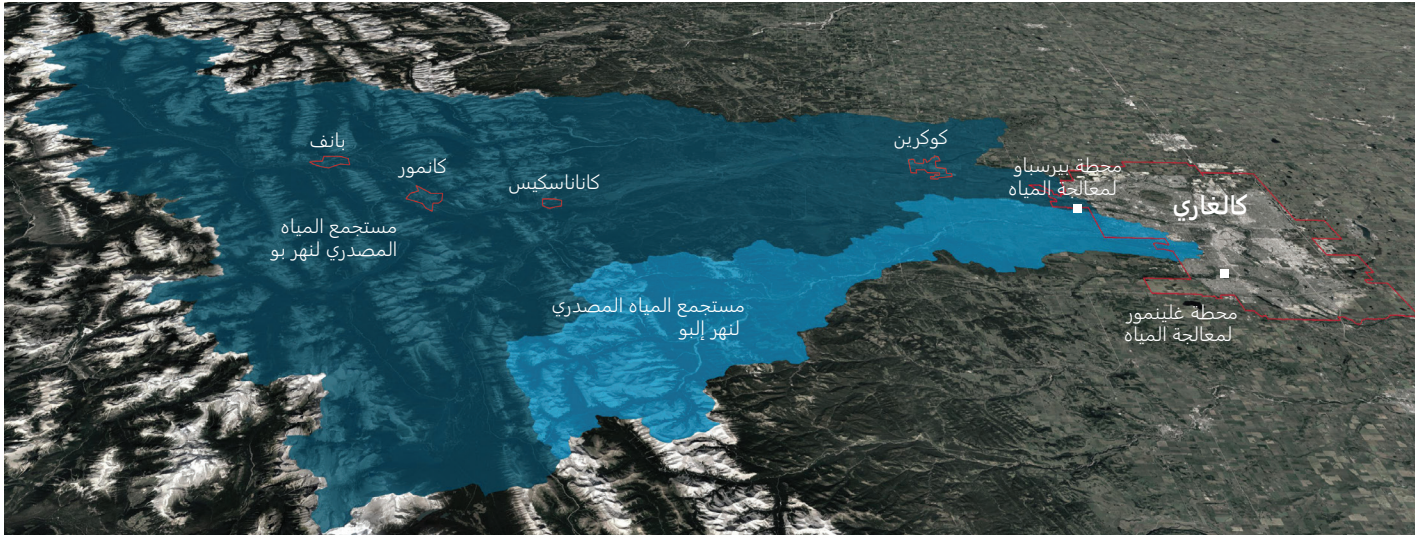 بانف
كانمور
كاناناسكيس
كوكرين
محطة بيرسباو
لمعالجة المياه
كالغاري
مستجمع المياه
المصدري لنهر بو
مستجمع المياه المصدري
لنهر إلبو
محطة غلينمور
لمعالجة المياه